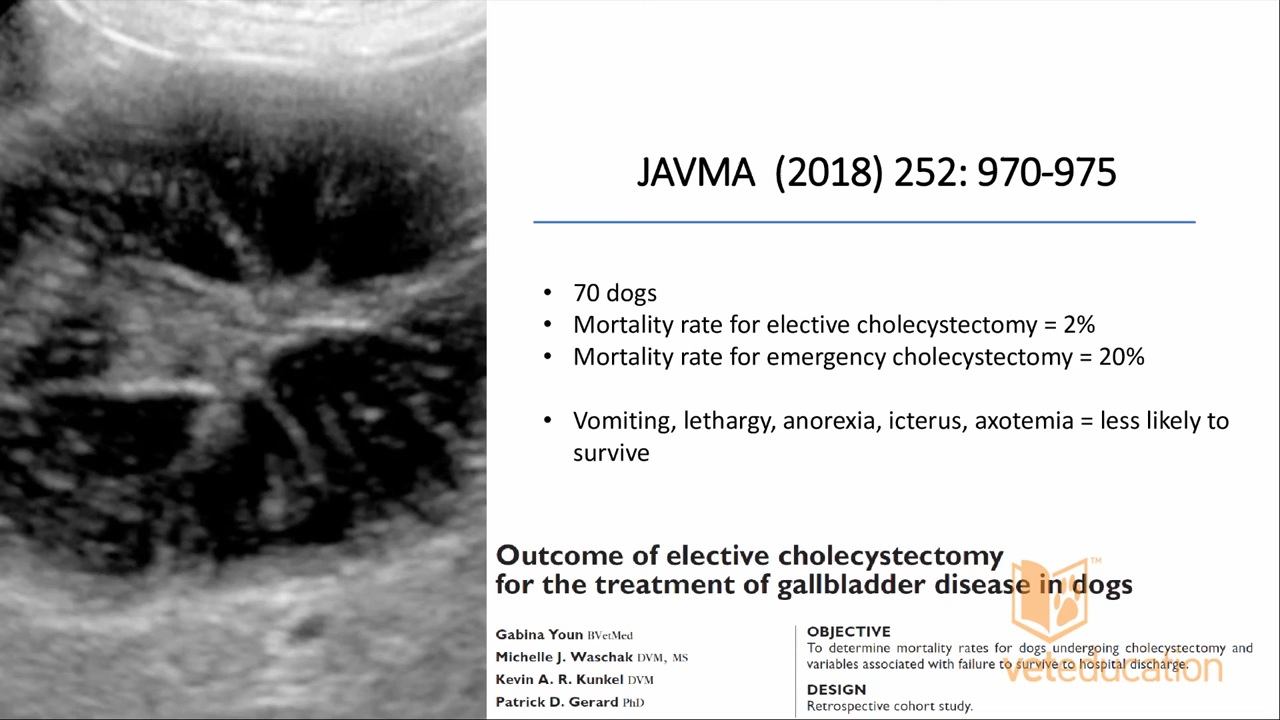 JAVMA (2018) 252: 970-975
• 70 dogs
• Mortality rate for elective cholecystectomy = 2%
• Mortality rate for emergency cholecystectomy = 20%
• Vomiting, lethargy, anorexia, icterus, axotemia = less likely to
survive
Outcome of elective cholecystectomy
for the treatment of gallbladder disease in dogs
Gabina Youn BVetMed
Michelle J. Waschak DVM, MS
Kevin A. R. Kunkel DVM
Patrick D. Gerard PhD
OBJECTIVE
To determine mortality rates for dogs undergoing cholecystectomy and
variables associated with failure to survive to hospital discharge.
DESIGN
Retrospective cohort study.
TM
veteducation